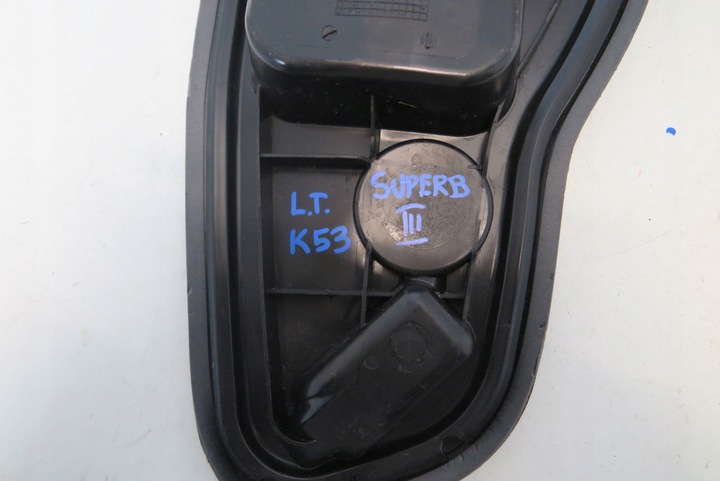 L.T.
K53
SUPERB
III